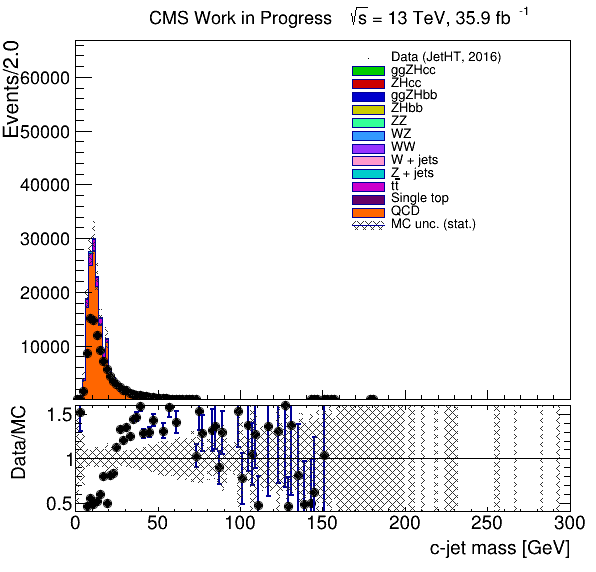 CMS Work in Progress √s = 13 TeV, 35.9 fb -1
Events/2.0
60000
50000
40000
30000
20000
10000
Data (JetHT, 2016)
ggZHcc
ZHcc
ggZHbb
ZHbb
ZZ
WZ
WW
W + jets
Z + jets
tt̅
Single top
QCD
MC unc. (stat.)
Data/MC
1.5
1
0.5
0 50 100 150 200 250 300
c-jet mass [GeV]